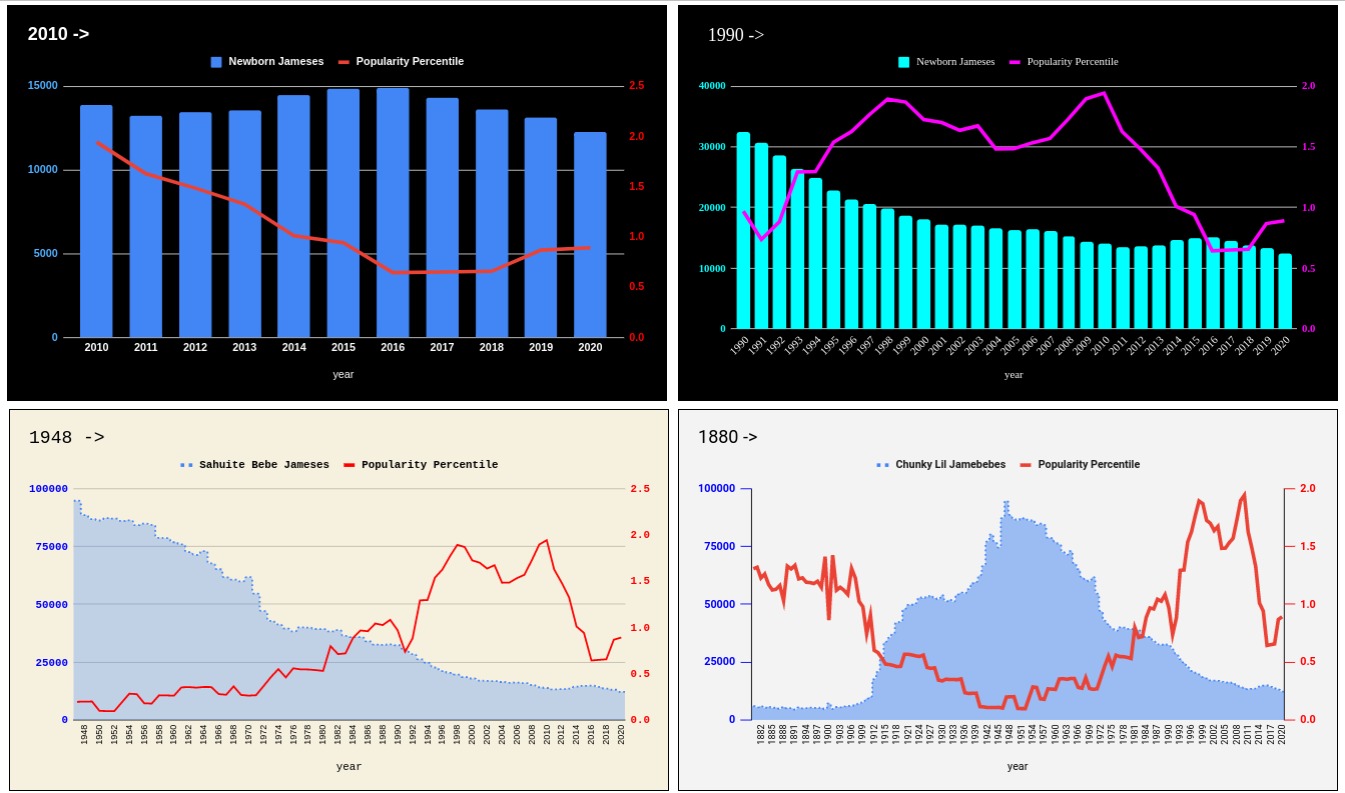 2010 ->
Newborn Jameses Popularity Percentile
15000 2.5
2.0
10000
1.5
1.0
5000
0.5
0 0.0
2010 2011 2012 2013 2014 2015 2016 2017 2018 2019 2020
year
1990 ->
Newborn Jameses Popularity Percentile
40000 2.0
30000 1.5
20000 1.0
10000 0.5
0 0.0
1990 1991 1992 1993 1994 1995 1996 1997 1998 1999 2000 2001 2002 2003 2004 2005 2006 2007 2008 2009 2010 2011 2012 2013 2014 2015 2016 2017 2018 2019 2020
year
1948 ->
Sahuite Bebe Jameses Popularity Percentile
100000 2.5
2.0
75000
1.5
50000
1.0
25000
0.5
0 0.0
1948 1950 1952 1954 1956 1958 1960 1962 1964 1966 1968 1970 1972 1974 1976 1978 1980 1982 1984 1986 1988 1990 1992 1994 1996 1998 2000 2002 2004 2006 2008 2010 2012 2014 2016 2018 2020
year
1880 ->
Chunky Lil Jamebebes Popularity Percentile
100000 2.0
75000 1.5
50000 1.0
25000 0.5
0 0.0
1882 1885 1888 1891 1894 1897 1900 1903 1906 1909 1912 1915 1918 1921 1924 1927 1930 1933 1936 1939 1942 1945 1948 1951 1954 1957 1960 1963 1966 1969 1972 1975 1978 1981 1984 1987 1990 1993 1996 1999 2002 2005 2008 2011 2014 2017 2020
year